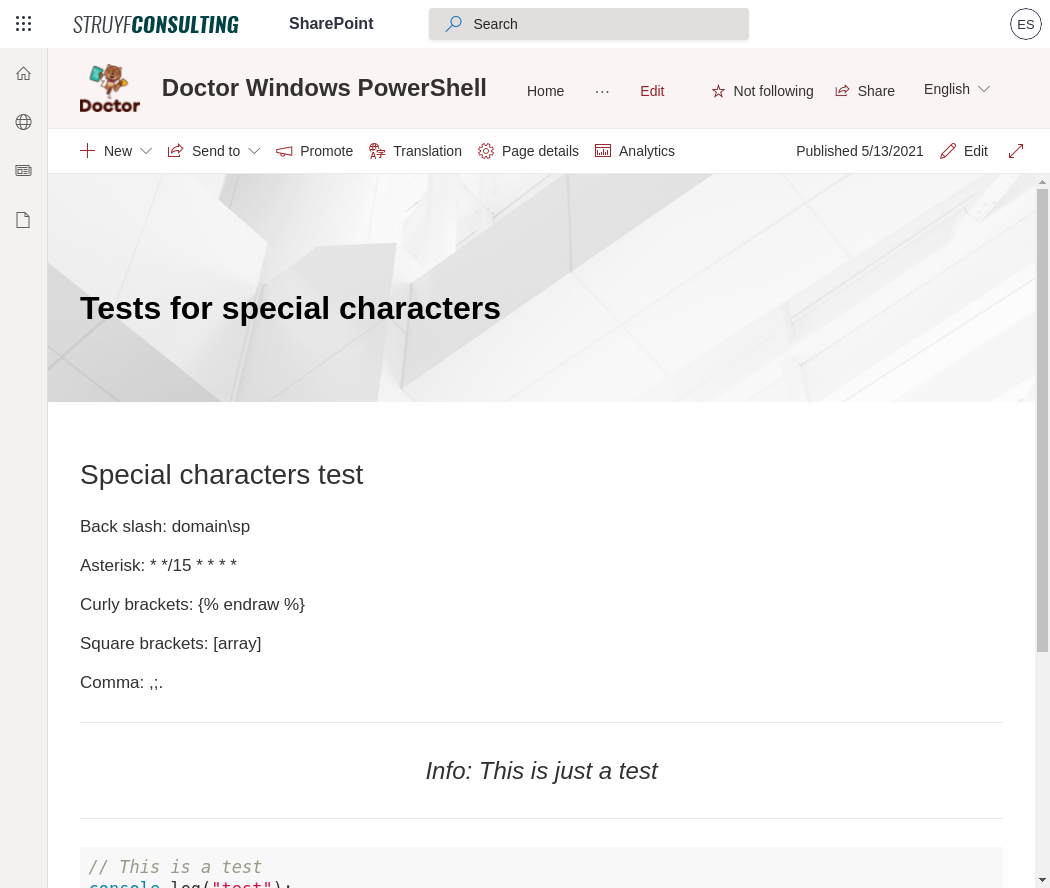 STRUYFCONSULTING SharePoint Search ES
Doctor Doctor Windows PowerShell Home ... Edit Not following Share English
New Send to Promote Translation Page details Analytics Published 5/13/2021 Edit
Tests for special characters
Special characters test
Back slash: domain\sp
Asterisk: * */15 * * * *
Curly brackets: {% endraw %}
Square brackets: [array]
Comma: ,;.
Info: This is just a test
// This is a test
console.log("test");